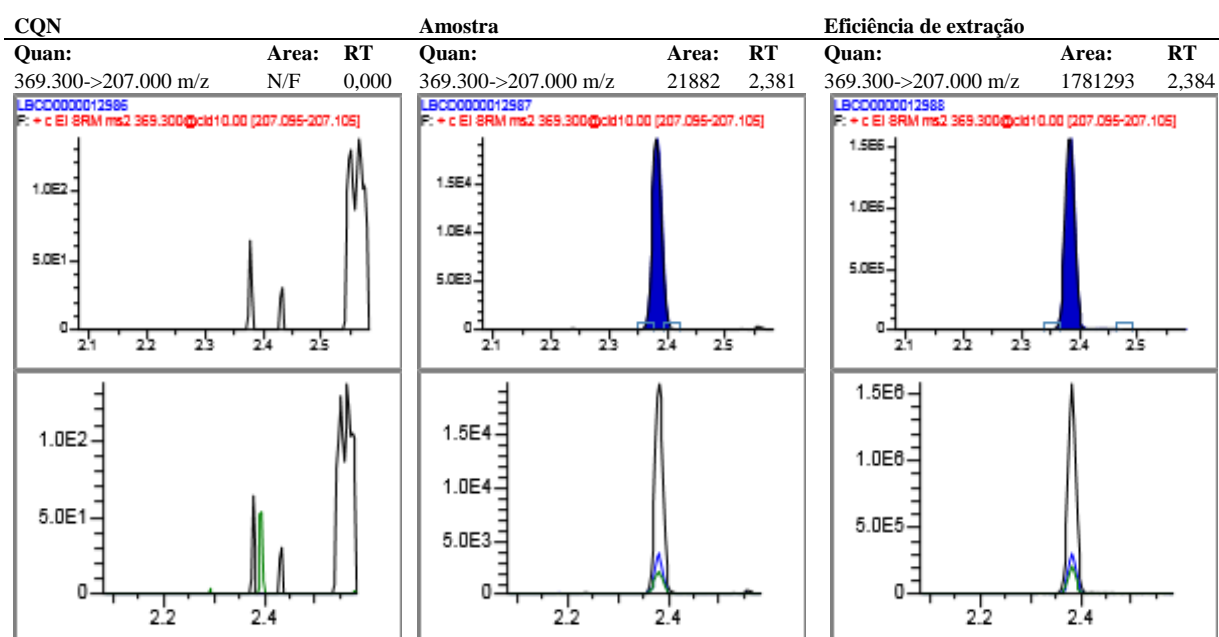 CQN Amostra Eficiência de extração
Quan: Area: RT Quan: Area: RT Quan: Area: RT
369.300->207.000 m/z N/F 0,000 369.300->207.000 m/z 21882 2,381 369.300->207.000 m/z 1781293 2,384
LBCD0000012986
F: + c EI SRM ms2 369.300@cid10.00 [207.095-207.105]
1.0E2
5.0E1
0
2.1 2.2 2.3 2.4 2.5
LBCD0000012987
F: + c EI SRM ms2 369.300@cid10.00 [207.095-207.105]
1.5E4
1.0E4
5.0E3
0
2.1 2.2 2.3 2.4 2.5
LBCD0000012988
F: + c EI SRM ms2 369.300@cid10.00 [207.095-207.105]
1.5E6
1.0E6
5.0E5
0
2.1 2.2 2.3 2.4 2.5
1.0E2
5.0E1
0
2.2 2.4
1.5E4
1.0E4
5.0E3
0
2.2 2.4
1.5E6
1.0E6
5.0E5
0
2.2 2.4